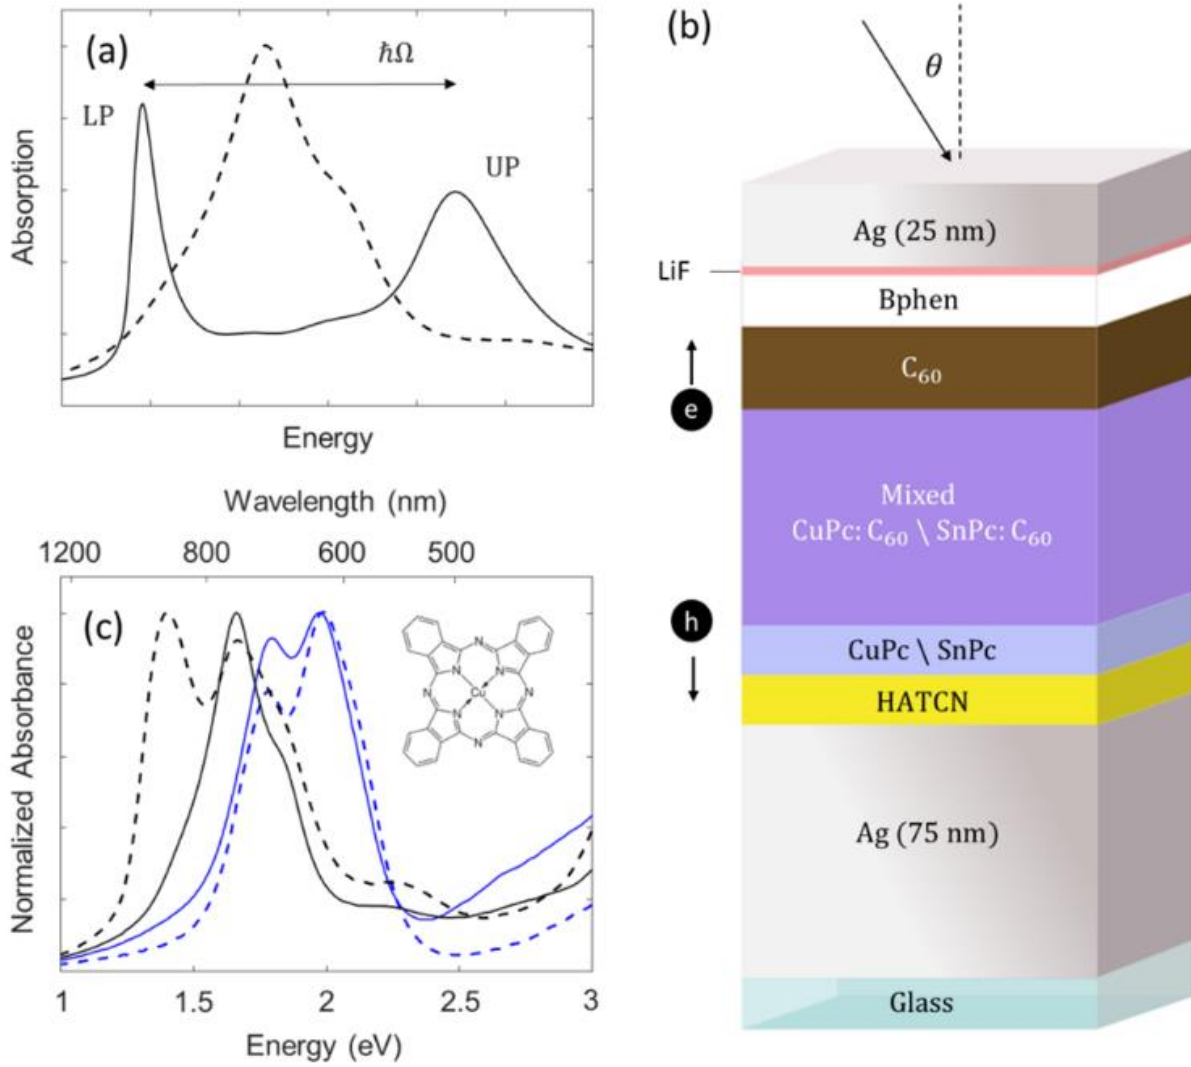 (a)
ħΩ
LP
UP
Absorption
Energy
(b)
θ
Ag (25 nm)
LiF
Bphen
C₆₀
e
Mixed
CuPc: C₆₀ \ SnPc: C₆₀
h
CuPc \ SnPc
HATCN
Ag (75 nm)
Glass
Wavelength (nm)
1200 800 600 500
(c)
N N N
N N
Cu
N N
N
Normalized Absorbance
1 1.5 2 2.5 3
Energy (eV)